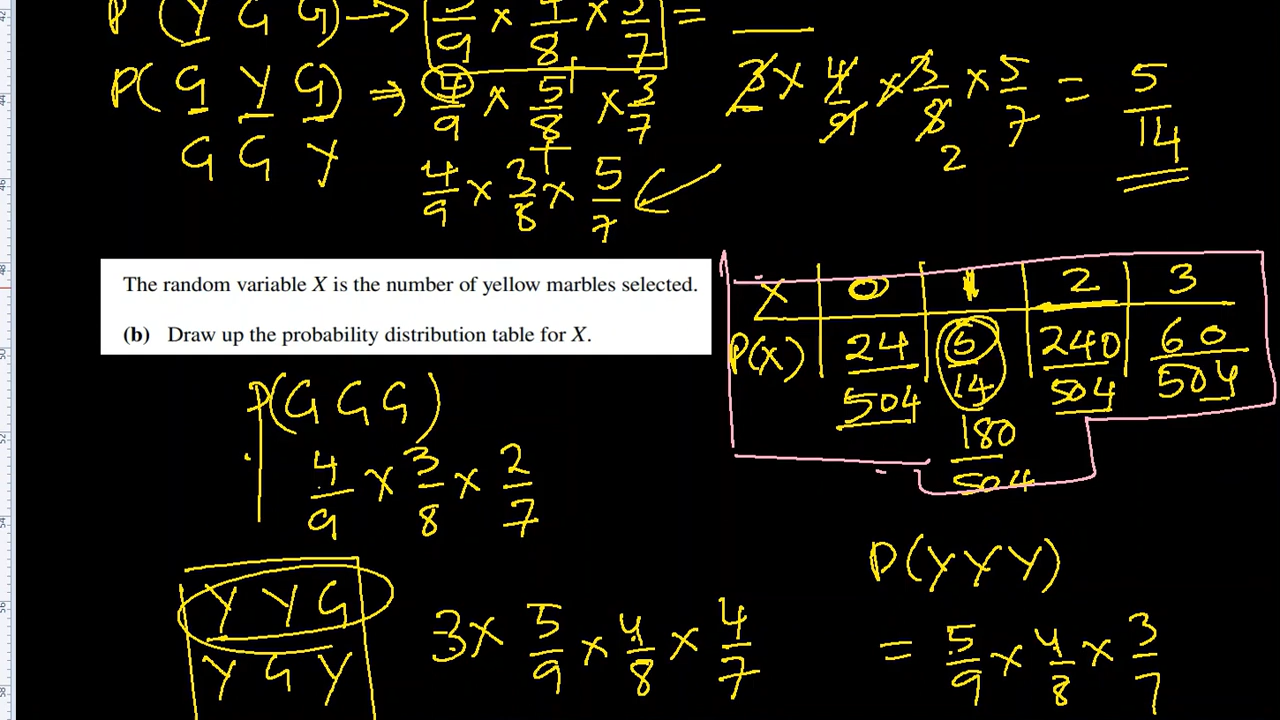 P(Y G G) → 5/9 × 4/8 × 3/7 =
P(G Y G) ⇒ 4/9 × 5/8 × 3/7
G G Y 4/9 × 3/8 × 5/7
3 × 4/9 × 3/8 × 5/7 = 5/14
2
The random variable X is the number of yellow marbles selected.
(b) Draw up the probability distribution table for X.
X 0 1 2 3
P(X) 24/504 5/14 240/504 60/504
180/504
P(G G G)
4/9 × 3/8 × 2/7
Y Y G
Y G Y
3 × 5/9 × 4/8 × 4/7
P(Y Y Y)
= 5/9 × 4/8 × 3/7